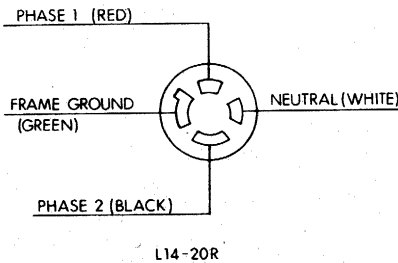 PHASE 1 (RED)
FRAME GROUND
(GREEN)
NEUTRAL (WHITE)
PHASE 2 (BLACK)
L14-20R